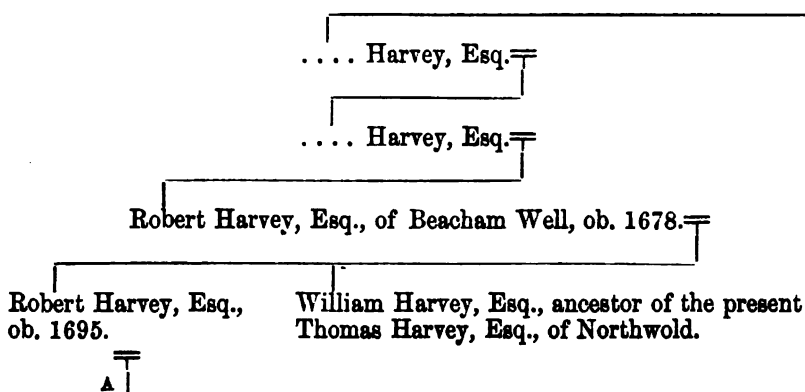 .... Harvey, Esq.
.... Harvey, Esq.
Robert Harvey, Esq., of Beacham Well, ob. 1678.
Robert Harvey, Esq.,
ob. 1695.
William Harvey, Esq., ancestor of the present
Thomas Harvey, Esq., of Northwold.
A